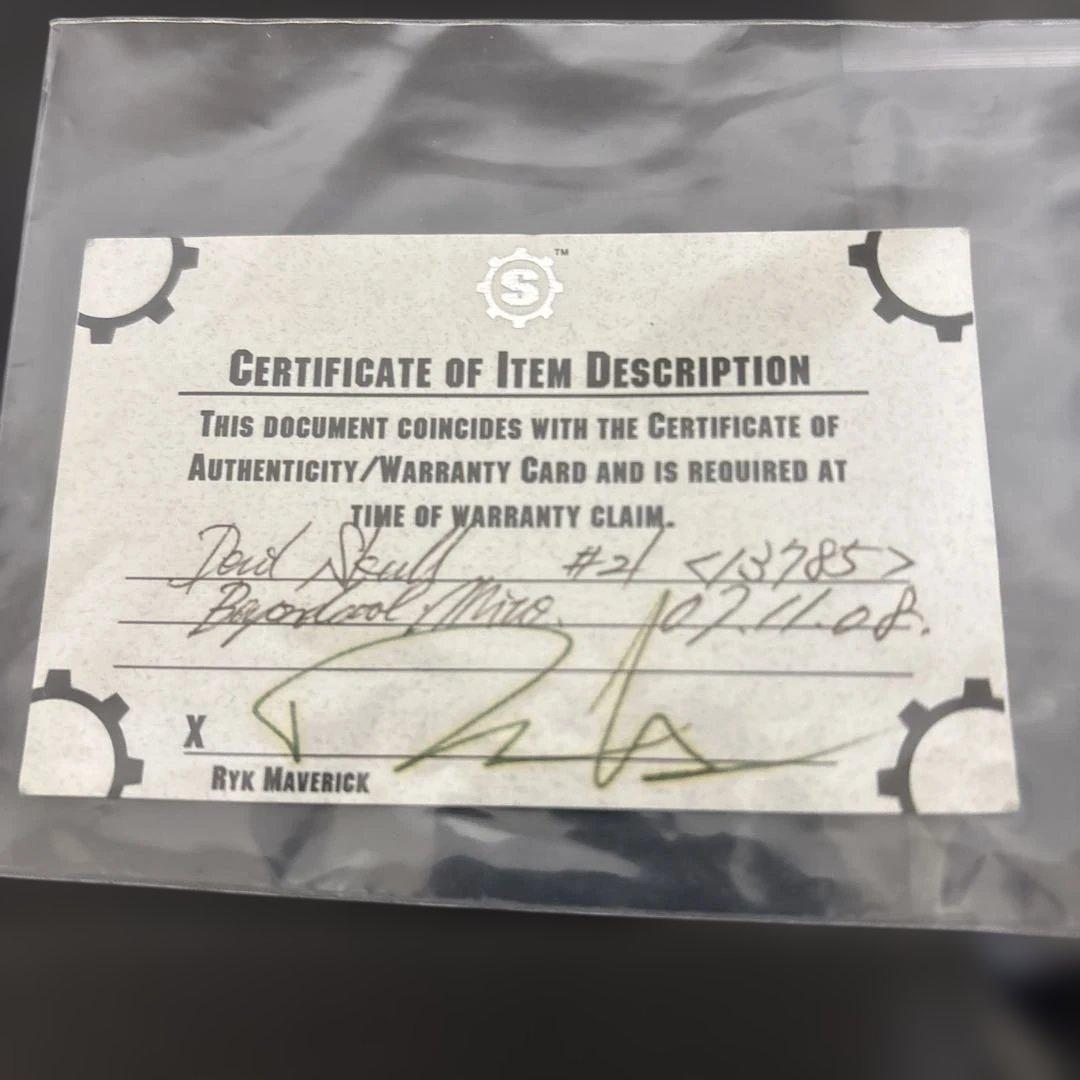 S™
CERTIFICATE OF ITEM DESCRIPTION
THIS DOCUMENT COINCIDES WITH THE CERTIFICATE OF
AUTHENTICITY/WARRANTY CARD AND IS REQUIRED AT
TIME OF WARRANTY CLAIM.
Skull #21 <13785>
07.11.08.
X
RYK MAVERICK